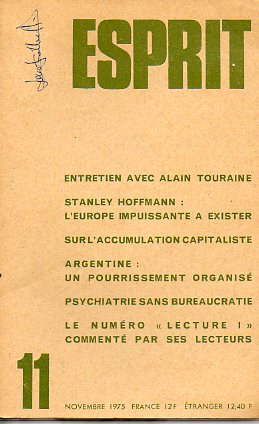 ESPRIT
ENTRETIEN AVEC ALAIN TOURAINE
STANLEY HOFFMANN :
L'EUROPE IMPUISSANTE A EXISTER
SUR L'ACCUMULATION CAPITALISTE
ARGENTINE :
UN POURRISSEMENT ORGANISÉ
PSYCHIATRIE SANS BUREAUCRATIE
LE NUMÉRO « LECTURE I »
COMMENTÉ PAR SES LECTEURS
11
NOVEMBRE 1975 FRANCE 12 F ÉTRANGER 12,40 F